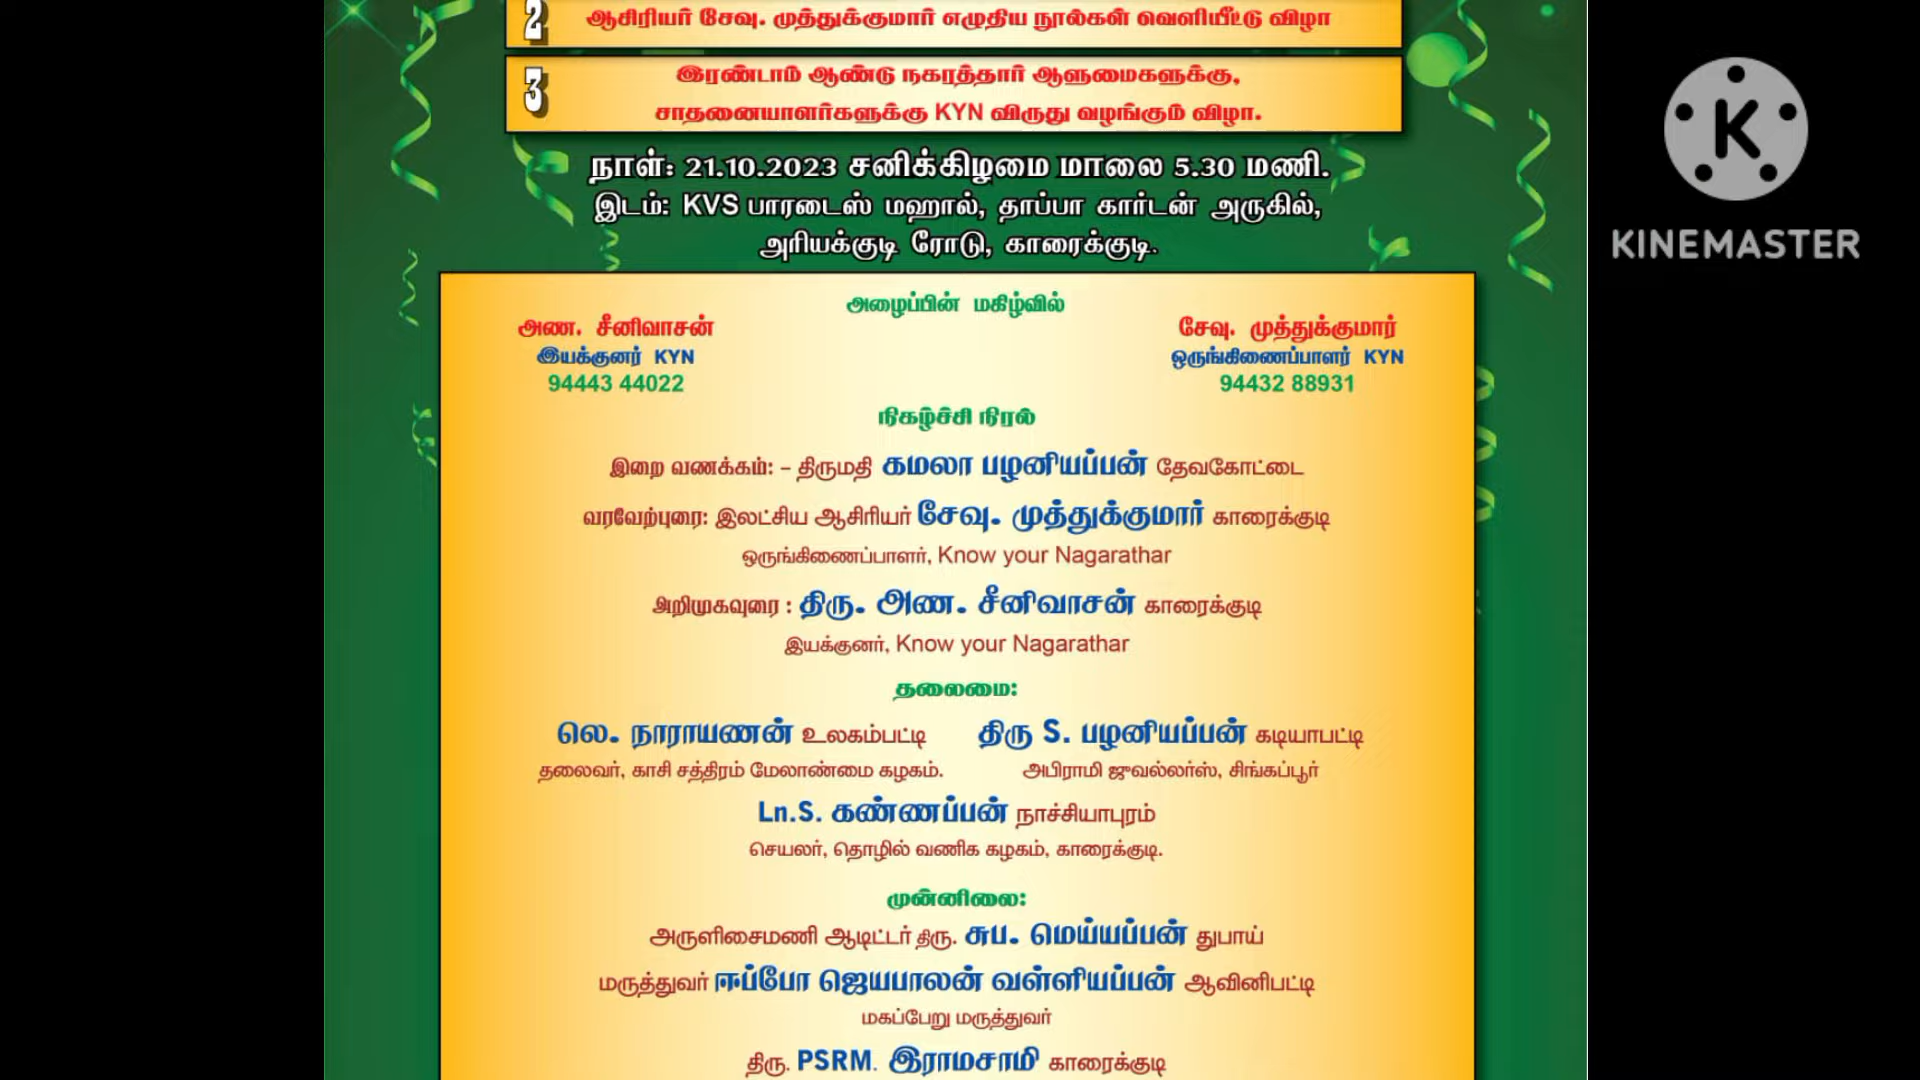 2 ஆசிரியர் சேவு. முத்துக்குமார் எழுதிய நூல்கள் வெளியீட்டு விழா
3 இரண்டாம் ஆண்டு நகரத்தார் ஆளுமைகளுக்கு,
சாதனையாளர்களுக்கு KYN விருது வழங்கும் விழா.
நாள்: 21.10.2023 சனிக்கிழமை மாலை 5.30 மணி.
இடம்: KVS பாரடைஸ் மஹால், தாப்பா கார்டன் அருகில்,
அரியக்குடி ரோடு, காரைக்குடி.
KINEMASTER
அழைப்பின் மகிழ்வில்
அண. சீனிவாசன் சேவு. முத்துக்குமார்
இயக்குனர் KYN ஒருங்கிணைப்பாளர் KYN
94443 44022 94432 88931
நிகழ்ச்சி நிரல்
இறை வணக்கம்: – திருமதி கமலா பழனியப்பன் தேவகோட்டை
வரவேற்புரை: இலட்சிய ஆசிரியர் சேவு. முத்துக்குமார் காரைக்குடி
ஒருங்கிணைப்பாளர், Know your Nagarathar
அறிமுகவுரை : திரு. அண. சீனிவாசன் காரைக்குடி
இயக்குனர், Know your Nagarathar
தலைமை:
லெ. நாராயணன் உலகம்பட்டி திரு S. பழனியப்பன் கடியாபட்டி
தலைவர், காசி சத்திரம் மேலாண்மை கழகம். அபிராமி ஜுவல்லர்ஸ், சிங்கப்பூர்
Ln.S. கண்ணப்பன் நாச்சியாபுரம்
செயலர், தொழில் வணிக கழகம், காரைக்குடி.
முன்னிலை:
அருளிசைமணி ஆடிட்டர் திரு. சுப. மெய்யப்பன் துபாய்
மருத்துவர் ஈப்போ ஜெயபாலன் வள்ளியப்பன் ஆவினிபட்டி
மகப்பேறு மருத்துவர்
திரு. PSRM. இராமசாமி காரைக்குடி